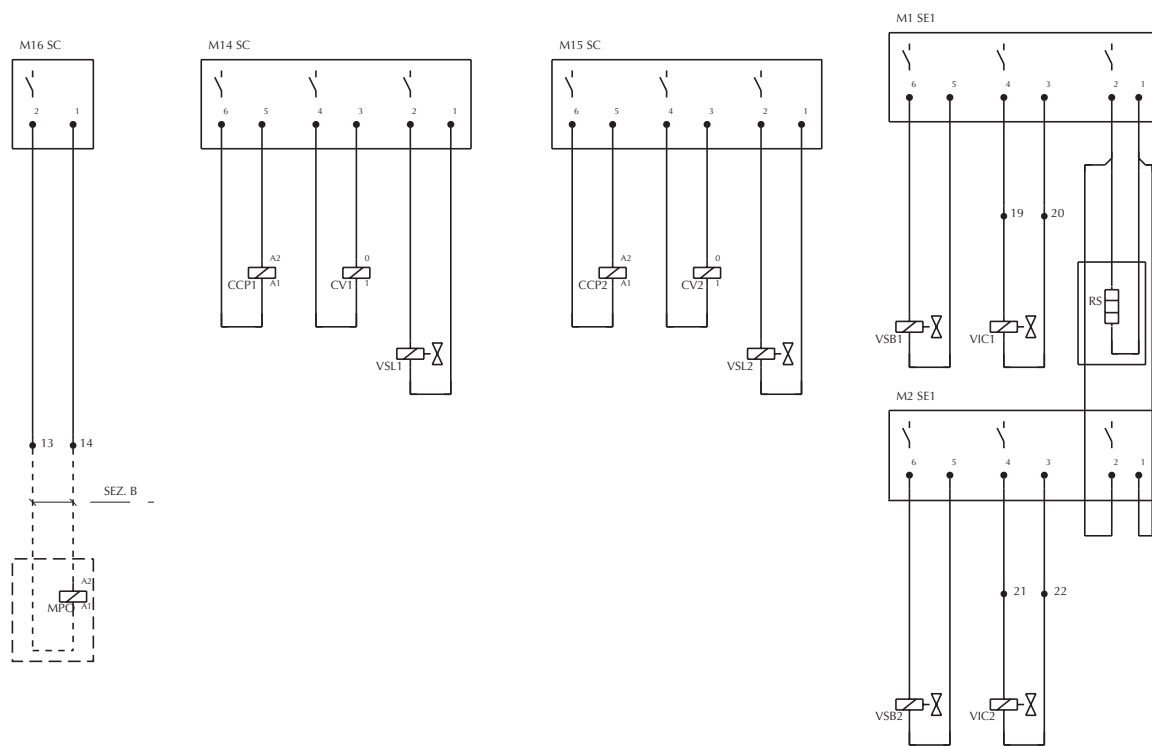 M1 SE1
M16 SC
M14 SC
M15 SC
6 5 4 3 2 1
2 1
6 5 4 3 2 1
6 5 4 3 2 1
19 20
A2 0
CCP1 A1 CV1 1
A2 0
CCP2 A1 CV2 1
RS
VSB1 VIC1
VSL1
VSL2
M2 SE1
13 14
6 5 4 3 2 1
SEZ. B
A2
MPO A1
21 22
VSB2 VIC2